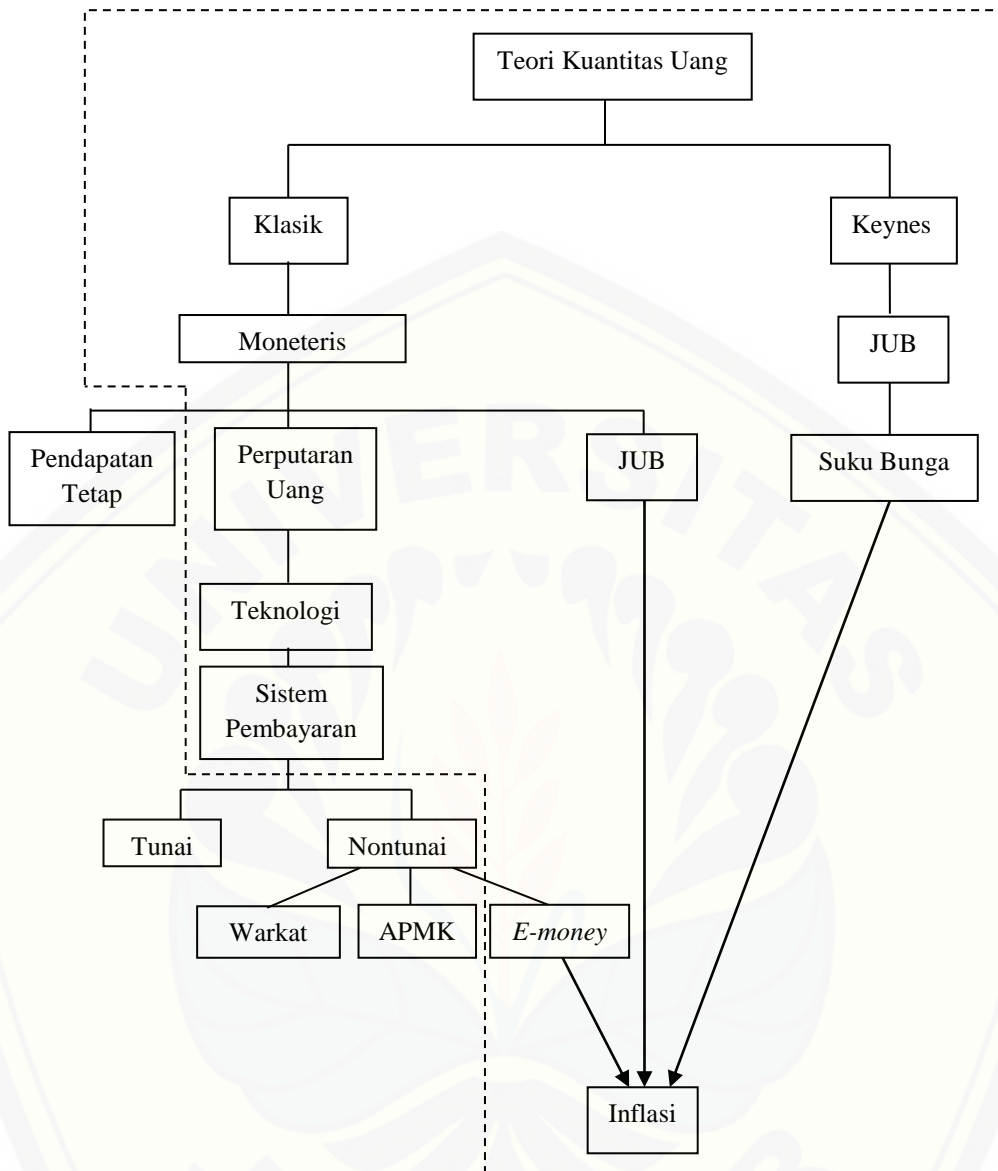 Teori Kuantitas Uang
Klasik
Keynes
Moneteris
JUB
Pendapatan
Tetap
Perputaran
Uang
JUB
Suku Bunga
Teknologi
Sistem
Pembayaran
Tunai
Nontunai
Warkat
APMK
E-money
Inflasi
UNIVERSITAS